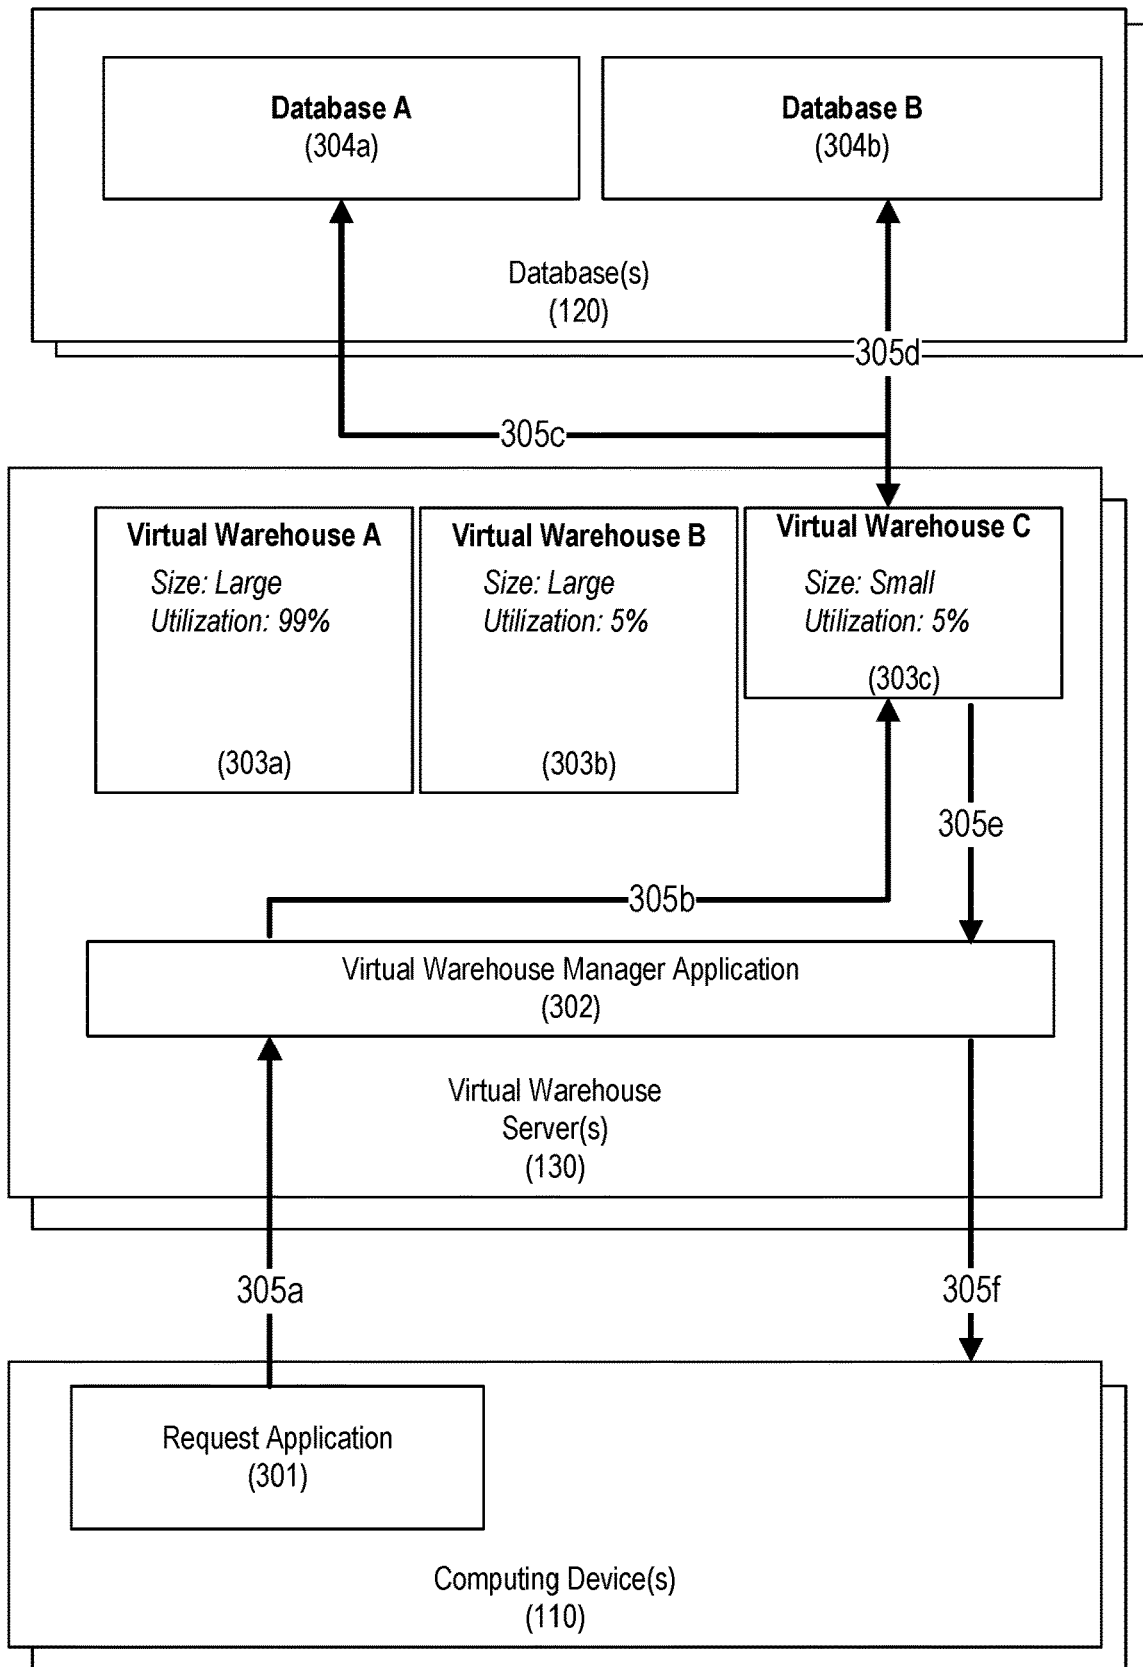 Database A
(304a)
Database B
(304b)
Database(s)
(120)
305d
305c
Virtual Warehouse A
Size: Large
Utilization: 99%
(303a)
Virtual Warehouse B
Size: Large
Utilization: 5%
(303b)
Virtual Warehouse C
Size: Small
Utilization: 5%
(303c)
305e
305b
Virtual Warehouse Manager Application
(302)
Virtual Warehouse
Server(s)
(130)
305a
305f
Request Application
(301)
Computing Device(s)
(110)